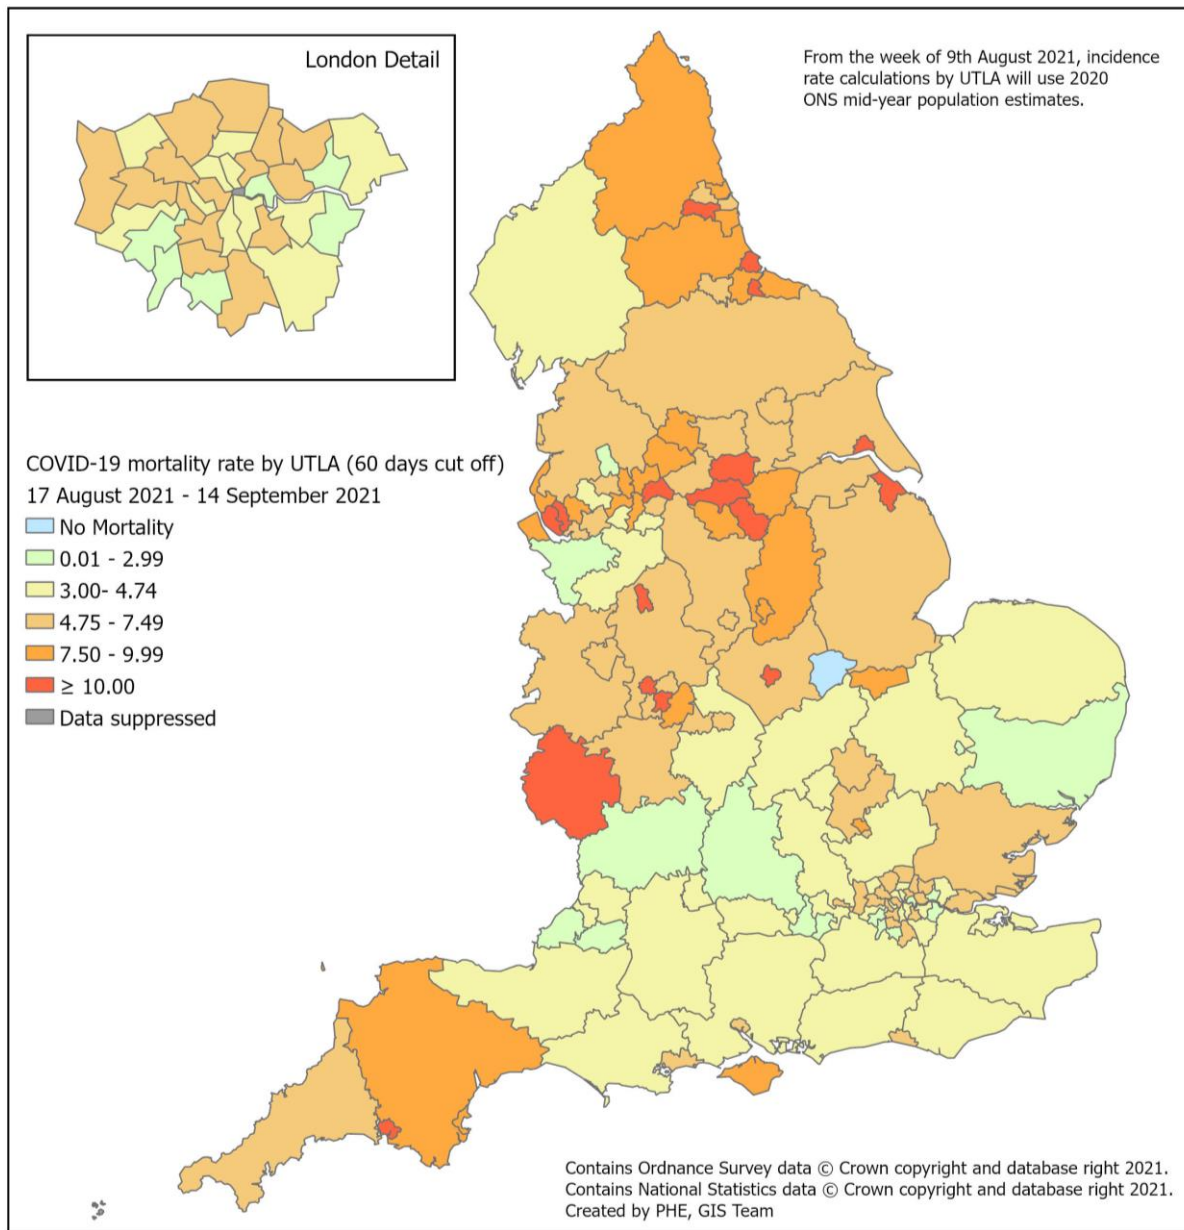 London Detail
From the week of 9th August 2021, incidence
rate calculations by UTLA will use 2020
ONS mid-year population estimates.
COVID-19 mortality rate by UTLA (60 days cut off)
17 August 2021 - 14 September 2021
No Mortality
0.01 - 2.99
3.00- 4.74
4.75 - 7.49
7.50 - 9.99
≥ 10.00
Data suppressed
Contains Ordnance Survey data © Crown copyright and database right 2021.
Contains National Statistics data © Crown copyright and database right 2021.
Created by PHE, GIS Team